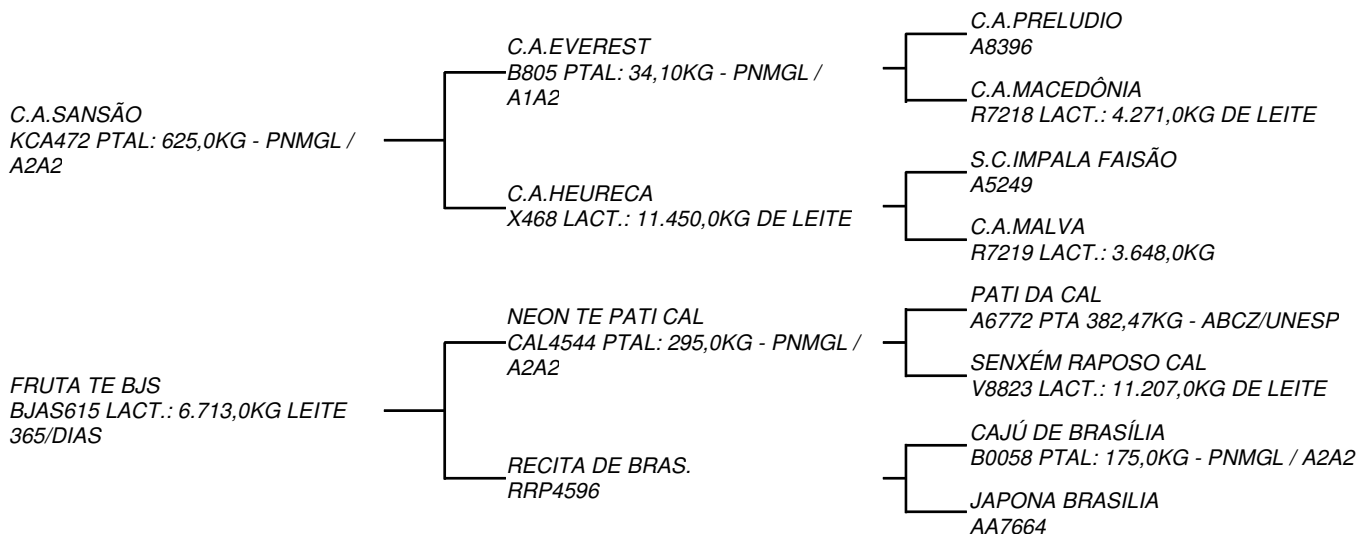 C.A.SANSÃO
KCA472 PTAL: 625,0KG - PNMGL /
A2A2
FRUTA TE BJS
BJAS615 LACT.: 6.713,0KG LEITE
365/DIAS
C.A.EVEREST
B805 PTAL: 34,10KG - PNMGL /
A1A2
C.A.HEURECA
X468 LACT.: 11.450,0KG DE LEITE
NEON TE PATI CAL
CAL4544 PTAL: 295,0KG - PNMGL /
A2A2
RECITA DE BRAS.
RRP4596
C.A.PRELUDIO
A8396
C.A.MACEDÔNIA
R7218 LACT.: 4.271,0KG DE LEITE
S.C.IMPALA FAISÃO
A5249
C.A.MALVA
R7219 LACT.: 3.648,0KG
PATI DA CAL
A6772 PTA 382,47KG - ABCZ/UNESP
SENXÉM RAPOSO CAL
V8823 LACT.: 11.207,0KG DE LEITE
CAJÚ DE BRASÍLIA
B0058 PTAL: 175,0KG - PNMGL / A2A2
JAPONA BRASILIA
AA7664